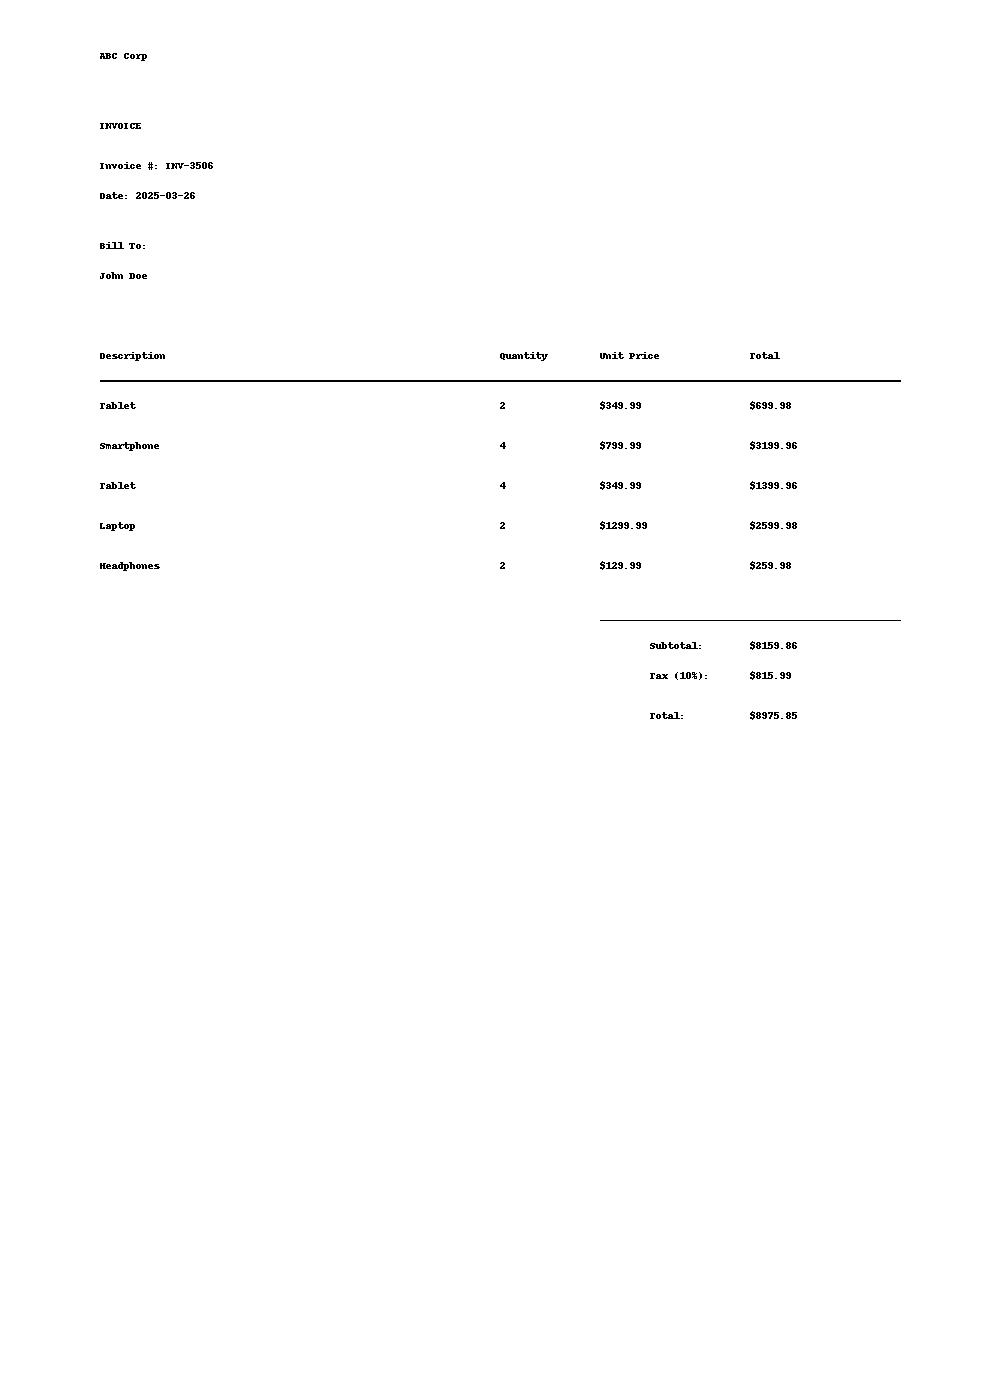 ABC Corp
INVOICE
Invoice #: INV-3506
Date: 2025-03-26
Bill To:
John Doe
Description Quantity Unit Price Total
Tablet 2 $349.99 $699.98
Smartphone 4 $799.99 $3199.96
Tablet 4 $349.99 $1399.96
Laptop 2 $1299.99 $2599.98
Headphones 2 $129.99 $259.98
Subtotal: $8159.86
Tax (10%): $815.99
Total: $8975.85